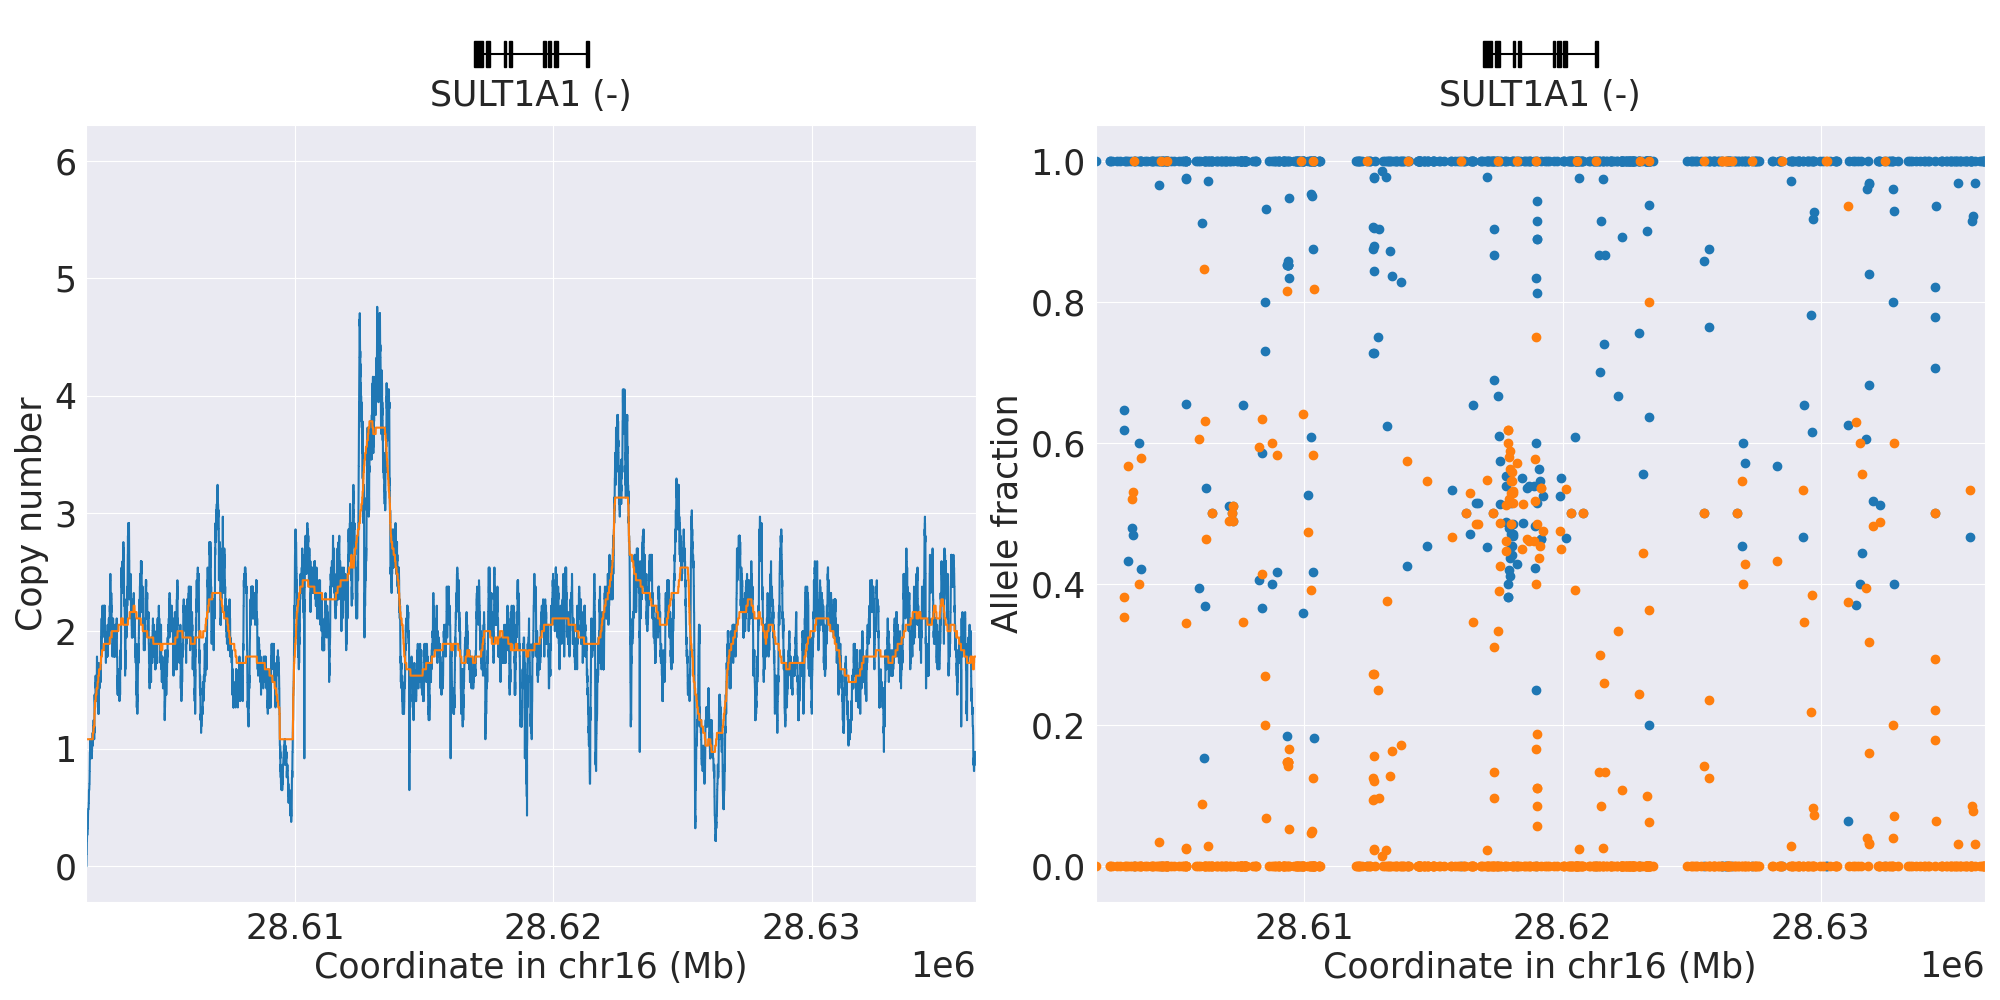 SULT1A1 (-)
6
5
4
3
2
1
0
Copy number
28.61
28.62
28.63
Coordinate in chr16 (Mb)
1e6
SULT1A1 (-)
1.0
0.8
0.6
0.4
0.2
0.0
Allele fraction
28.61
28.62
28.63
Coordinate in chr16 (Mb)
1e6